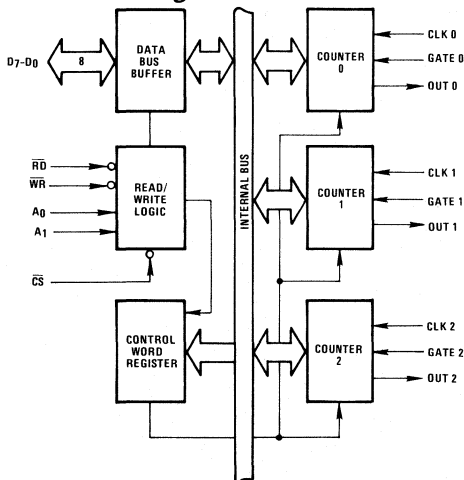 D7-D0
8
DATA
BUS
BUFFER
COUNTER
0
CLK 0
GATE 0
OUT 0
RD
WR
A0
A1
CS
READ/
WRITE
LOGIC
INTERNAL BUS
COUNTER
1
CLK 1
GATE 1
OUT 1
CONTROL
WORD
REGISTER
COUNTER
2
CLK 2
GATE 2
OUT 2